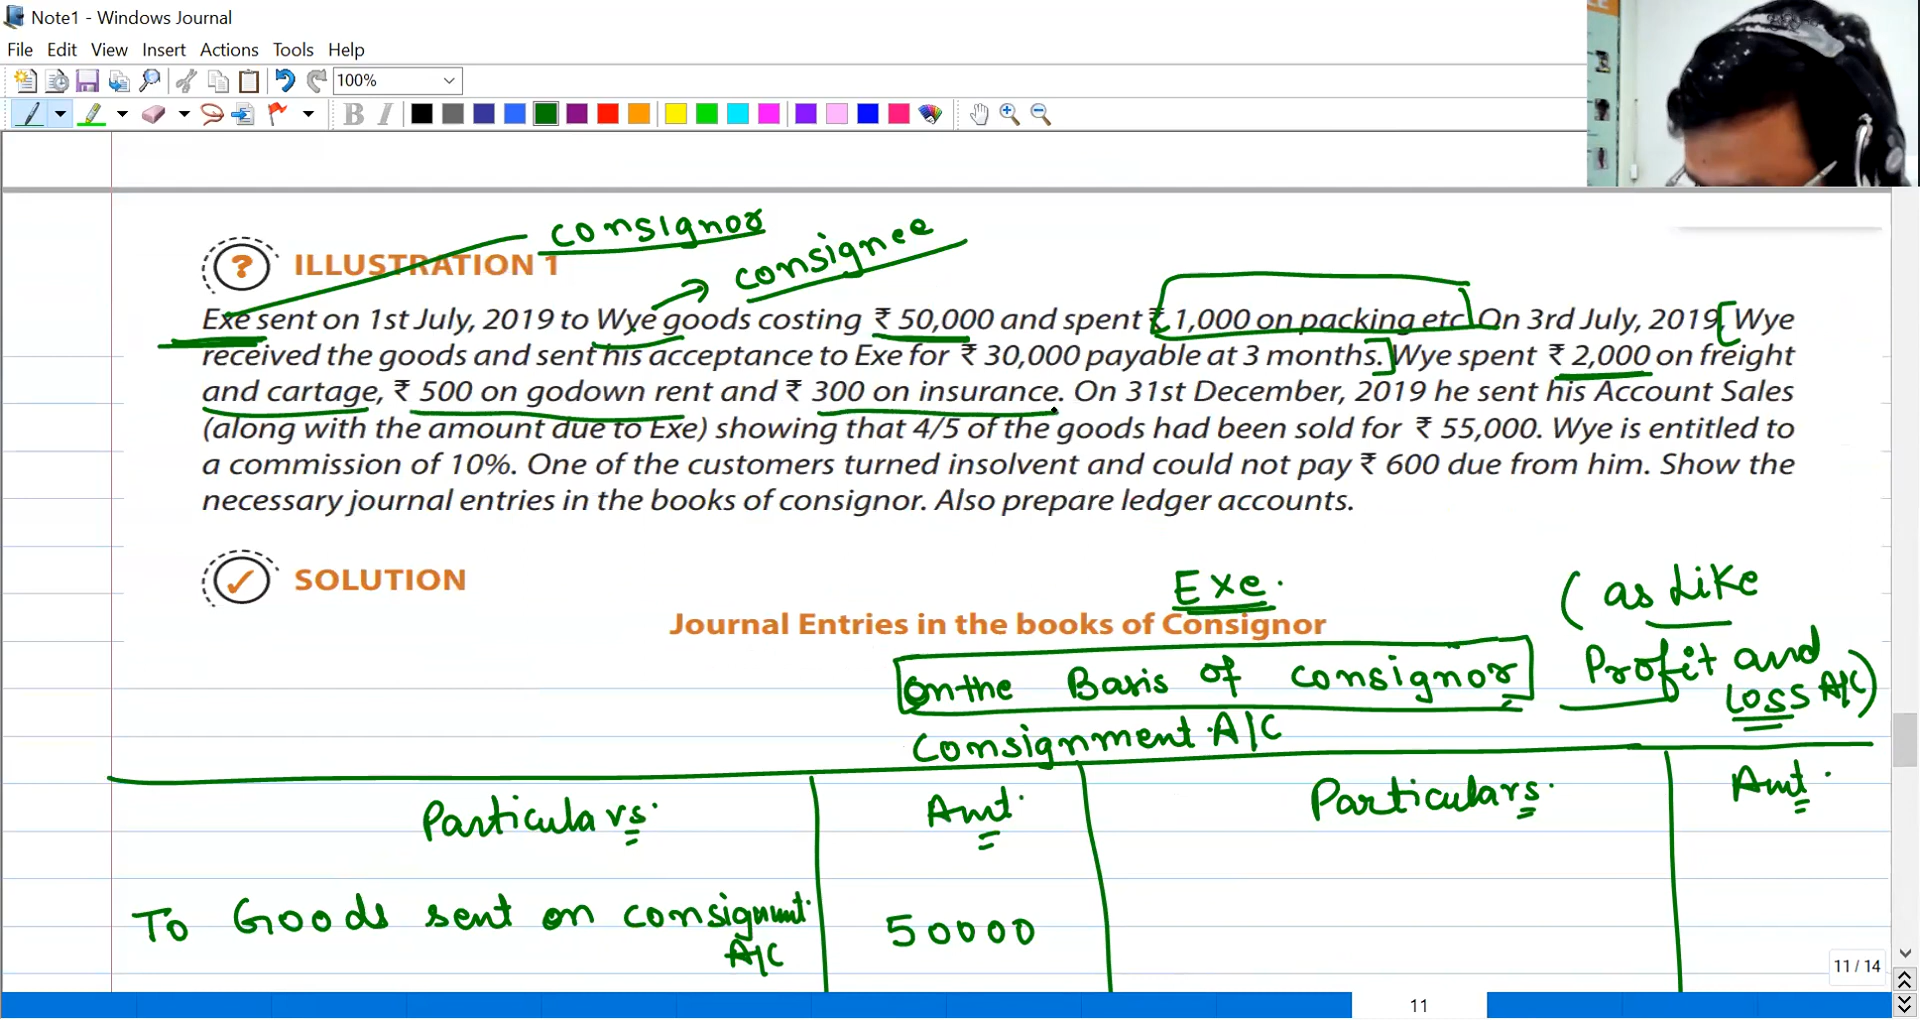 Note1 - Windows Journal
File Edit View Insert Actions Tools Help
100%
B I
consignor
consignee
? ILLUSTRATION 1
Exe sent on 1st July, 2019 to Wye goods costing ₹ 50,000 and spent ₹ 1,000 on packing etc. On 3rd July, 2019, Wye
received the goods and sent his acceptance to Exe for ₹ 30,000 payable at 3 months. Wye spent ₹ 2,000 on freight
and cartage, ₹ 500 on godown rent and ₹ 300 on insurance. On 31st December, 2019 he sent his Account Sales
(along with the amount due to Exe) showing that 4/5 of the goods had been sold for ₹ 55,000. Wye is entitled to
a commission of 10%. One of the customers turned insolvent and could not pay ₹ 600 due from him. Show the
necessary journal entries in the books of consignor. Also prepare ledger accounts.
SOLUTION
Exe.
Journal Entries in the books of Consignor
(as Like
Profit and
Loss A/C)
on the Basis of consignor
Consignment A/C
Particulars. Amt. Particulars. Amt.
To Goods sent on consignment. 50000
A/C
11 / 14
11